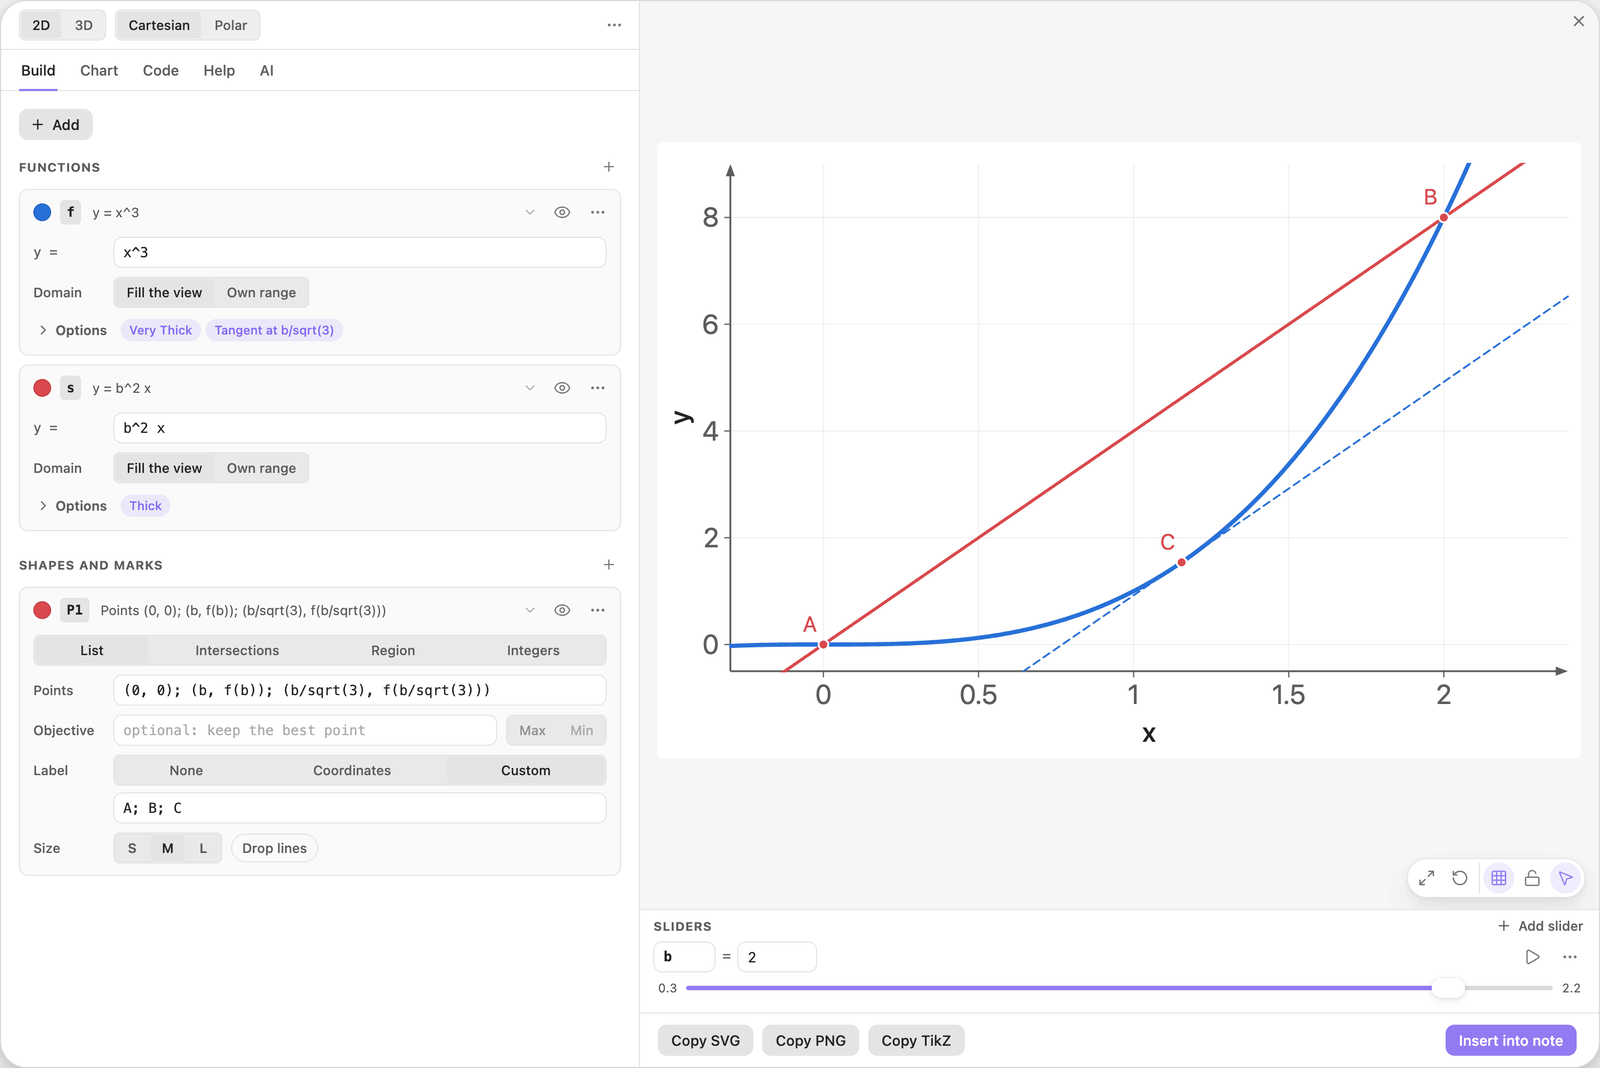 2D 3D Cartesian Polar
Build Chart Code Help AI
+ Add
FUNCTIONS
f y = x^3
y = x^3
Domain Fill the view Own range
Options Very Thick Tangent at b/sqrt(3)
s y = b^2 x
y = b^2 x
Domain Fill the view Own range
Options Thick
SHAPES AND MARKS
P1 Points (0, 0); (b, f(b)); (b/sqrt(3), f(b/sqrt(3)))
List Intersections Region Integers
Points (0, 0); (b, f(b)); (b/sqrt(3), f(b/sqrt(3)))
Objective optional: keep the best point Max Min
Label None Coordinates Custom
A; B; C
Size S M L Drop lines
B
8
6
y
4
C
2
A
0
0 0.5 1 1.5 2
x
SLIDERS + Add slider
b = 2
0.3 2.2
Copy SVG Copy PNG Copy TikZ Insert into note